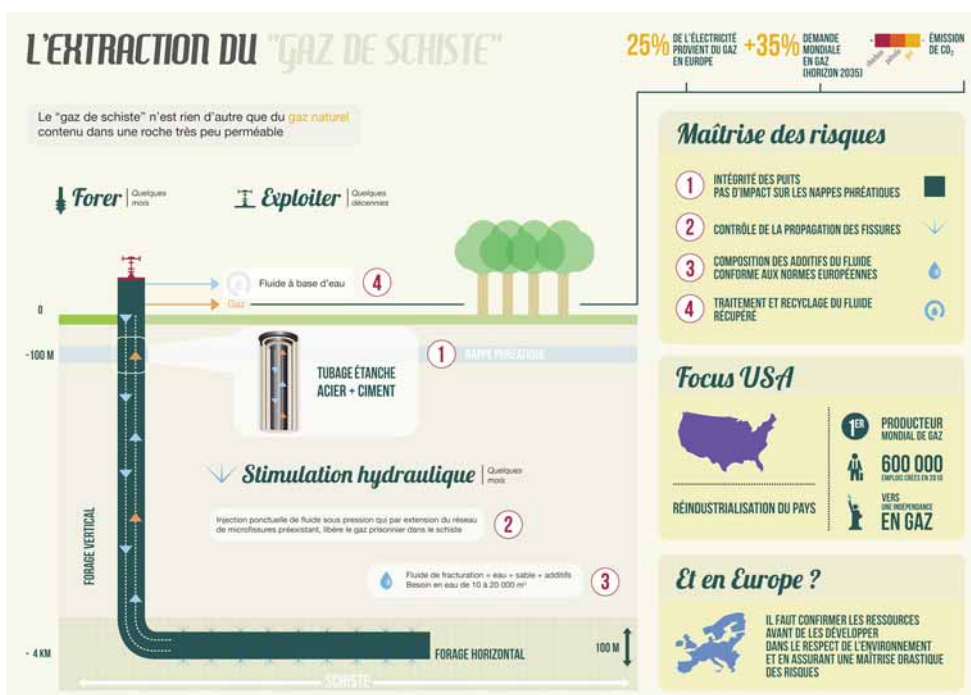 L'EXTRACTION DU "GAZ DE SCHISTE"
25% DE L'ÉLECTRICITÉ
PROVIENT DU GAZ
EN EUROPE
+35% DEMANDE
MONDIALE
EN GAZ
(HORIZON 2035)
ÉMISSION
DE CO₂
Le "gaz de schiste" n'est rien d'autre que du gaz naturel
contenu dans une roche très peu perméable
Forer
Quelques
mois
Exploiter
Quelques
décennies
Fluide à base d'eau
4
Gaz
0
-100 M
1
NAPPE PHRÉATIQUE
TUBAGE ÉTANCHE
ACIER + CIMENT
Stimulation hydraulique
Quelques
mois
Injection ponctuelle de fluide sous pression qui par extension du réseau
de microfissures préexistant, libère le gaz prisonnier dans le schiste
2
Fluide de fracturation = eau + sable + additifs
Besoin en eau de 10 à 20 000 m³
3
FORAGE VERTICAL
- 4 KM
FORAGE HORIZONTAL
100 M
SCHISTE
Maîtrise des risques
1
INTÉGRITÉ DES PUITS
PAS D'IMPACT SUR LES NAPPES PHRÉATIQUES
2
CONTRÔLE DE LA PROPAGATION DES FISSURES
3
COMPOSITION DES ADDITIFS DU FLUIDE
CONFORME AUX NORMES EUROPÉENNES
4
TRAITEMENT ET RECYCLAGE DU FLUIDE
RÉCUPÉRÉ
Focus USA
RÉINDUSTRIALISATION DU PAYS
1ER
PRODUCTEUR
MONDIAL DE GAZ
600 000
EMPLOIS CRÉÉS EN 2010
VERS
UNE INDÉPENDANCE
EN GAZ
Et en Europe ?
IL FAUT CONFIRMER LES RESSOURCES
AVANT DE LES DÉVELOPPER
DANS LE RESPECT DE L'ENVIRONNEMENT
ET EN ASSURANT UNE MAÎTRISE DRASTIQUE
DES RISQUES